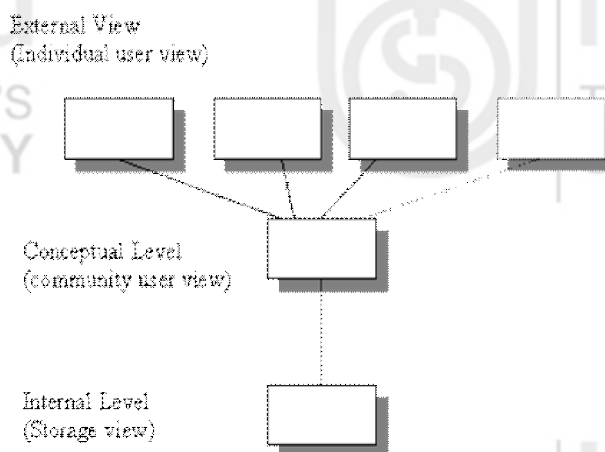 External View
(Individual user view)
'S
T
Y
Conceptual Level
(community user view)
Internal Level
(Storage view)